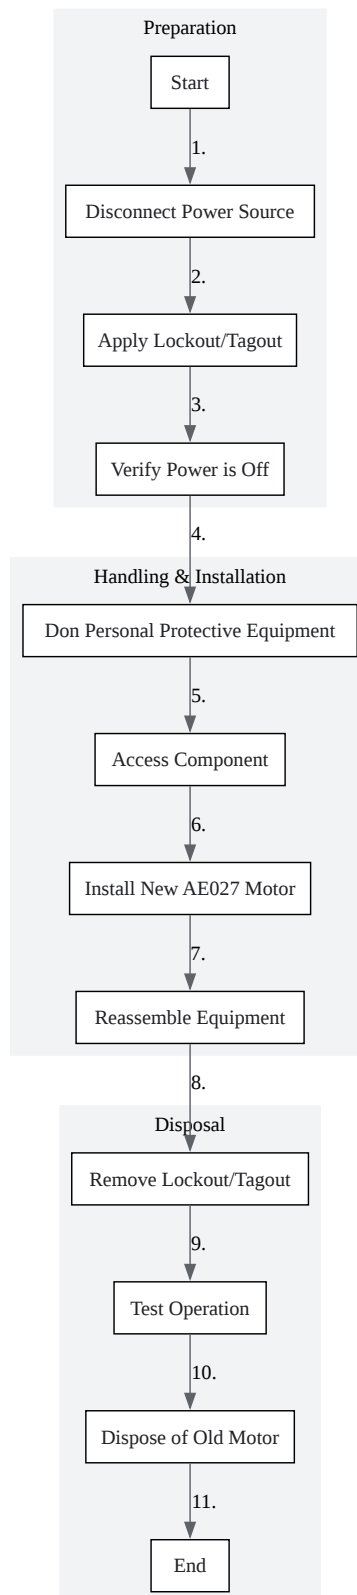 Preparation
Start
1.
Disconnect Power Source
2.
Apply Lockout/Tagout
3.
Verify Power is Off
4.
Handling & Installation
Don Personal Protective Equipment
5.
Access Component
6.
Install New AE027 Motor
7.
Reassemble Equipment
8.
Disposal
Remove Lockout/Tagout
9.
Test Operation
10.
Dispose of Old Motor
11.
End